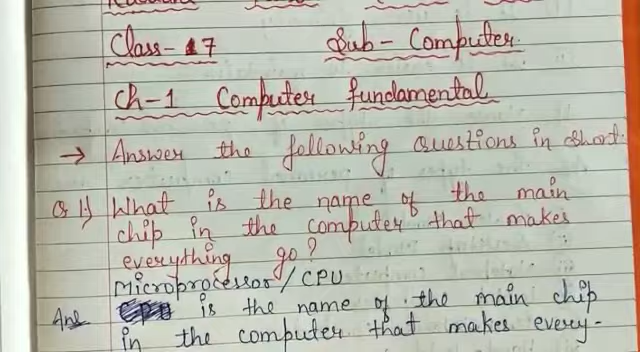 Class-7 Sub-Computer
Ch-1 Computer fundamental
→ Answer the following questions in short.
Q 1) What is the name of the main
chip in the computer that makes
everything go?
Microprocessor/CPU
Ans is the name of the main chip
in the computer that makes every-